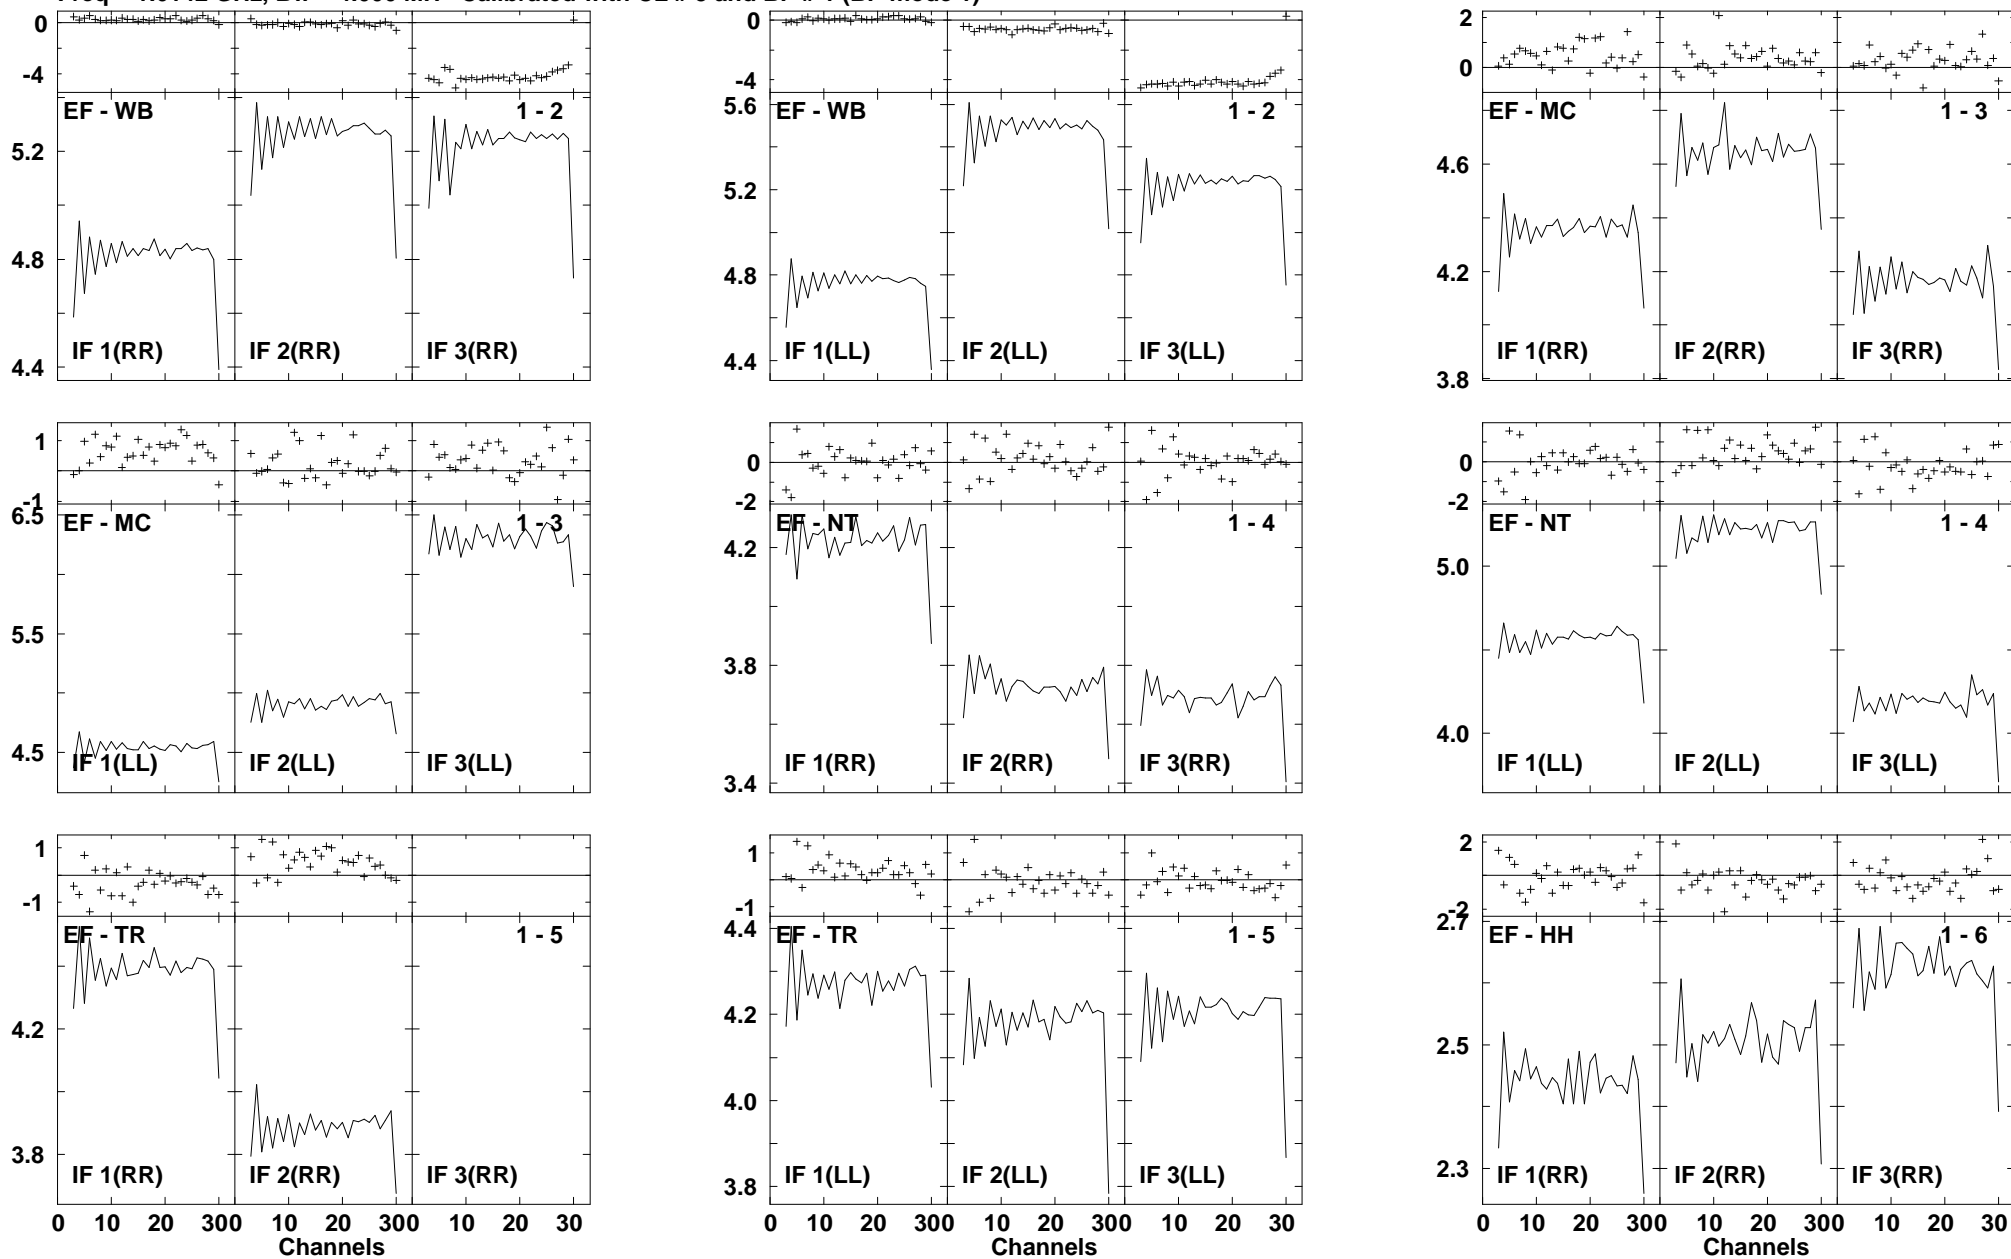 0
-4
EF - WB
1 - 2
5.2
4.8
4.4
IF 1(RR)
IF 2(RR)
IF 3(RR)
0
-4
EF - WB
1 - 2
5.6
5.2
4.8
4.4
IF 1(LL)
IF 2(LL)
IF 3(LL)
2
0
EF - MC
1 - 3
4.6
4.2
3.8
IF 1(RR)
IF 2(RR)
IF 3(RR)
1
-1
6.5
EF - MC
1 - 3
5.5
4.5
IF 1(LL)
IF 2(LL)
IF 3(LL)
0
-2
EF - NT
1 - 4
4.2
3.8
3.4
IF 1(RR)
IF 2(RR)
IF 3(RR)
0
-2
EF - NT
1 - 4
5.0
4.0
IF 1(LL)
IF 2(LL)
IF 3(LL)
1
-1
EF - TR
1 - 5
4.2
3.8
IF 1(RR)
IF 2(RR)
IF 3(RR)
0 10 20 300 10 20 300 10 20 30
Channels
1
-1
4.4
EF - TR
1 - 5
4.2
4.0
3.8
IF 1(LL)
IF 2(LL)
IF 3(LL)
0 10 20 300 10 20 300 10 20 30
Channels
2
-2
2.7
EF - HH
1 - 6
2.5
2.3
IF 1(RR)
IF 2(RR)
IF 3(RR)
0 10 20 300 10 20 300 10 20 30
Channels